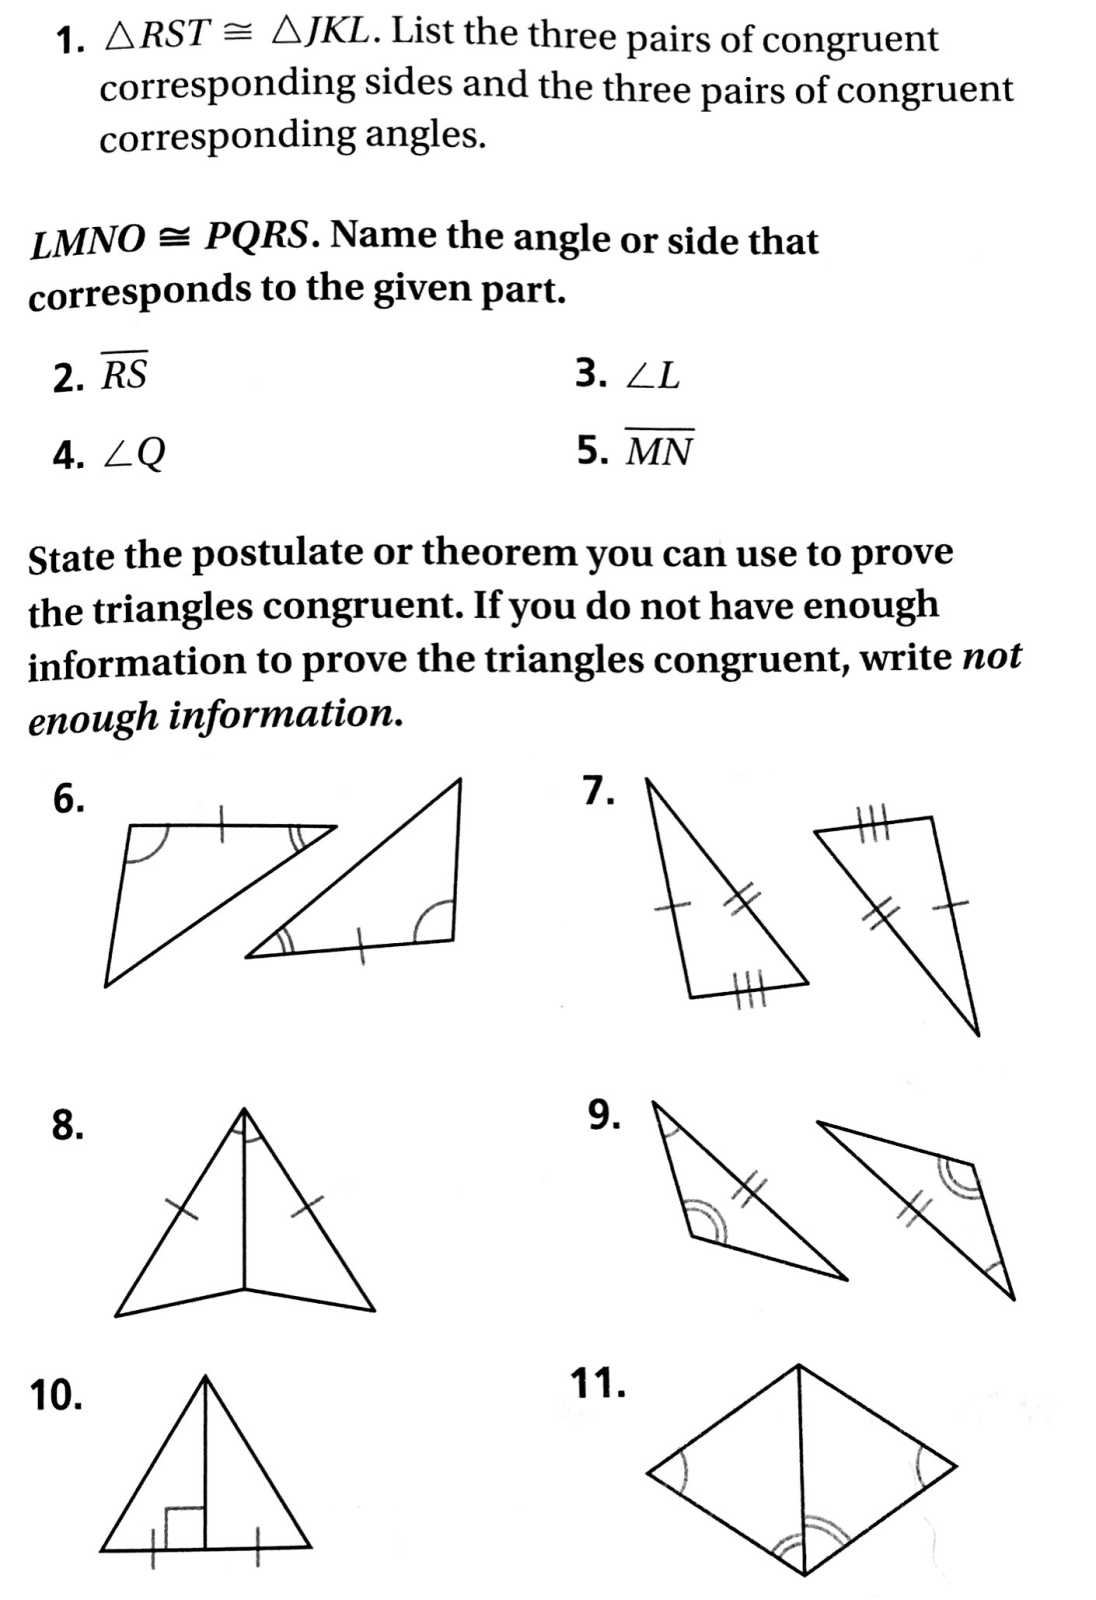 1. △RST ≅ △JKL. List the three pairs of congruent
corresponding sides and the three pairs of congruent
corresponding angles.
LMNO ≅ PQRS. Name the angle or side that
corresponds to the given part.
2. R̅S̅
3. ∠L
4. ∠Q
5. M̅N̅
State the postulate or theorem you can use to prove
the triangles congruent. If you do not have enough
information to prove the triangles congruent, write not
enough information.
6.
7.
8.
9.
10.
11.